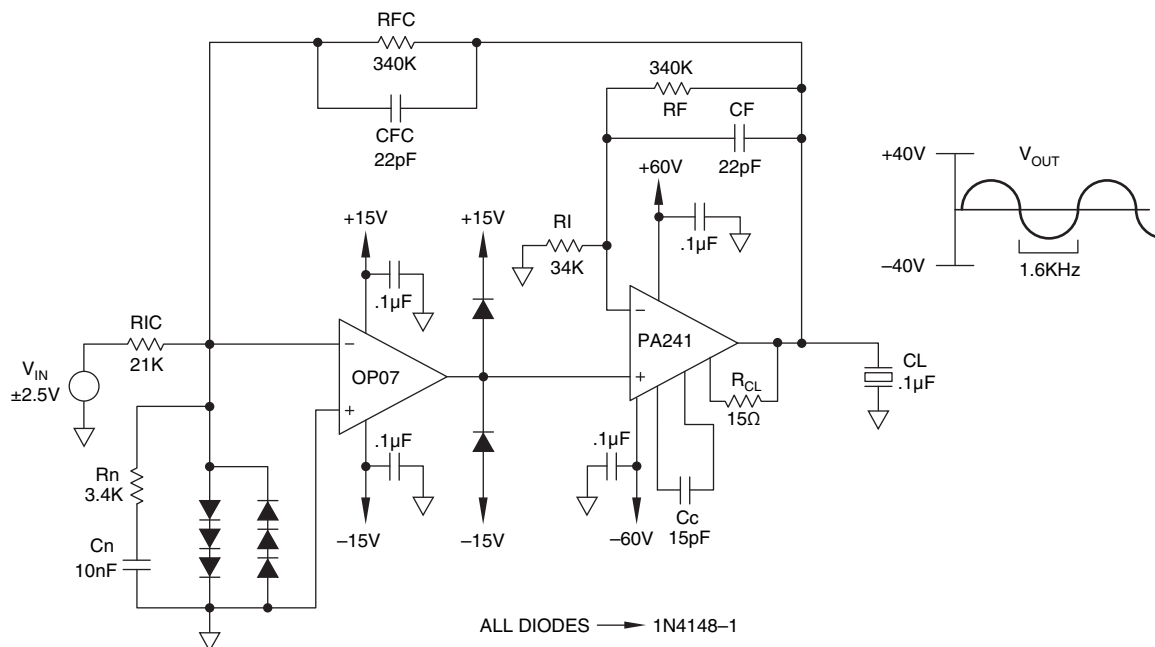 RFC
340K
CFC
22pF
340K
RF
CF
22pF
+60V
.1µF
RI
34K
+40V
VOUT
–40V
1.6KHz
+15V
.1µF
+15V
RIC
21K
VIN
±2.5V
–
OP07
+
–
PA241
+
RCL
15Ω
CL
.1µF
.1µF
–15V
–15V
.1µF
–60V
Cc
15pF
Rn
3.4K
Cn
10nF
ALL DIODES 1N4148–1